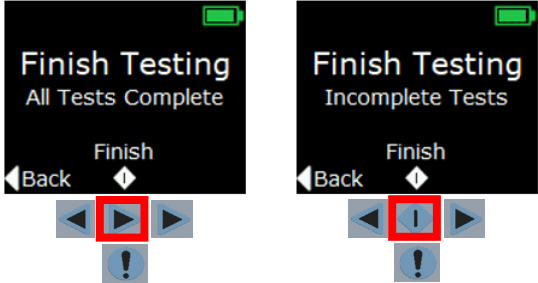 Finish Testing
All Tests Complete
Finish
Back
Finish Testing
Incomplete Tests
Finish
Back